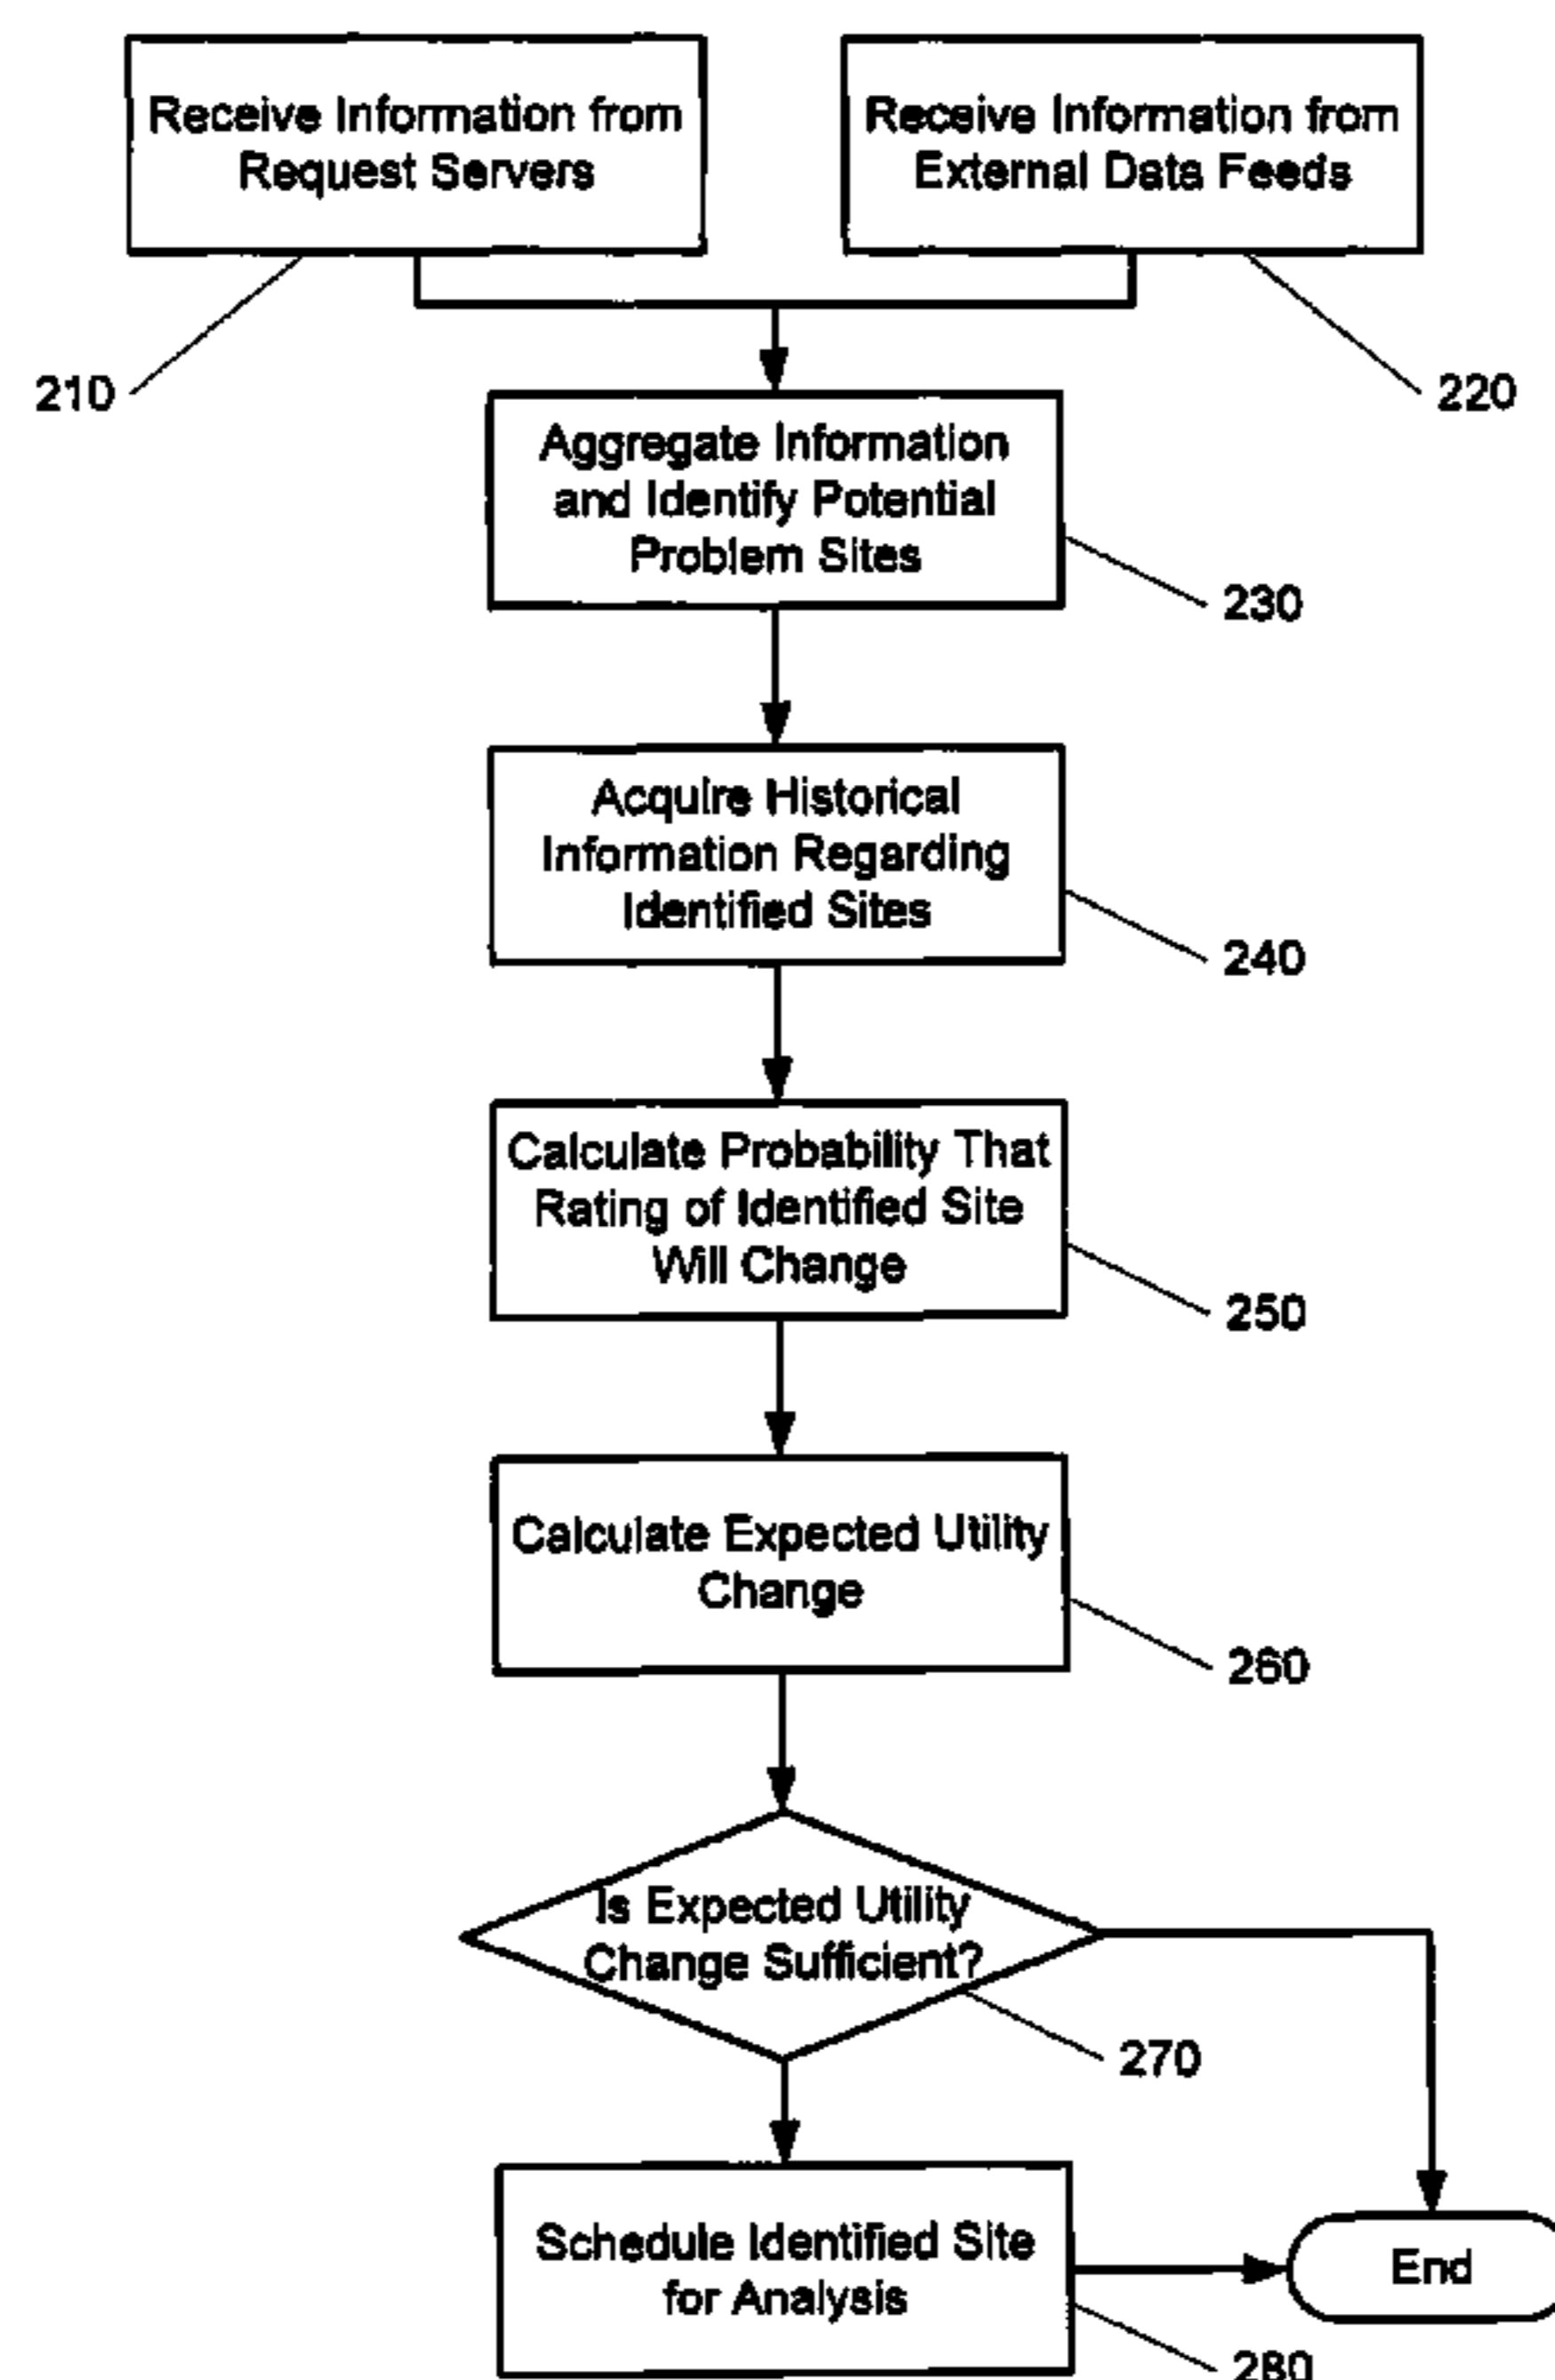 Receive Information from
Request Servers
Receive Information from
External Data Feeds
210
220
Aggregate Information
and Identify Potential
Problem Sites
230
Acquire Historical
Information Regarding
Identified Sites
240
Calculate Probability That
Rating of Identified Site
Will Change
250
Calculate Expected Utility
Change
260
Is Expected Utility
Change Sufficient?
270
Schedule Identified Site
for Analysis
End
280